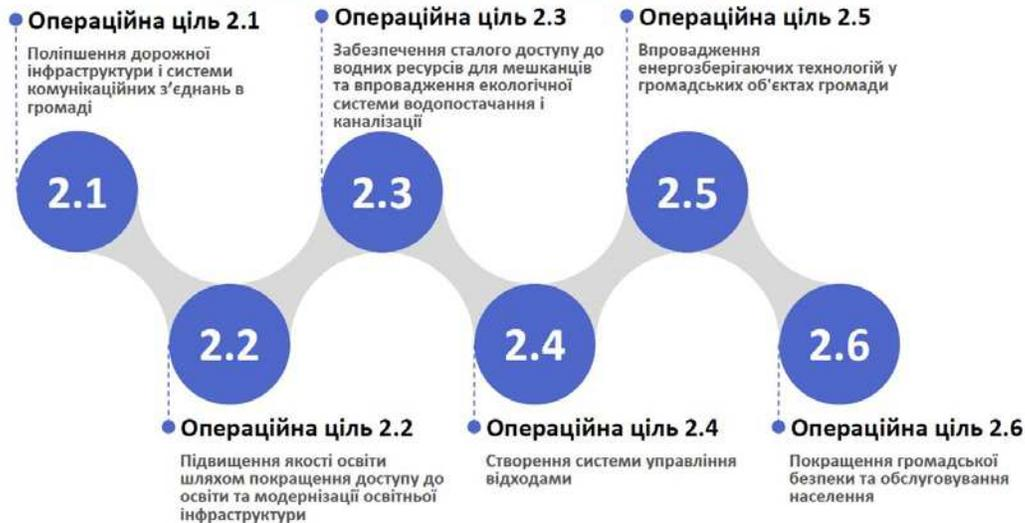 Операційна ціль 2.1
Поліпшення дорожної
інфраструктури і системи
комунікаційних з’єднань в
громаді
Операційна ціль 2.3
Забезпечення сталого доступу до
водних ресурсів для мешканців
та впровадження екологічної
системи водопостачання і
каналізації
Операційна ціль 2.5
Впровадження
енергозберігаючих технологій у
громадських об'єктах громади
2.1
2.3
2.5
2.2
2.4
2.6
Операційна ціль 2.2
Підвищення якості освіти
шляхом покращення доступу до
освіти та модернізації освітньої
інфраструктури
Операційна ціль 2.4
Створення системи управління
відходами
Операційна ціль 2.6
Покращення громадської
безпеки та обслуговування
населення